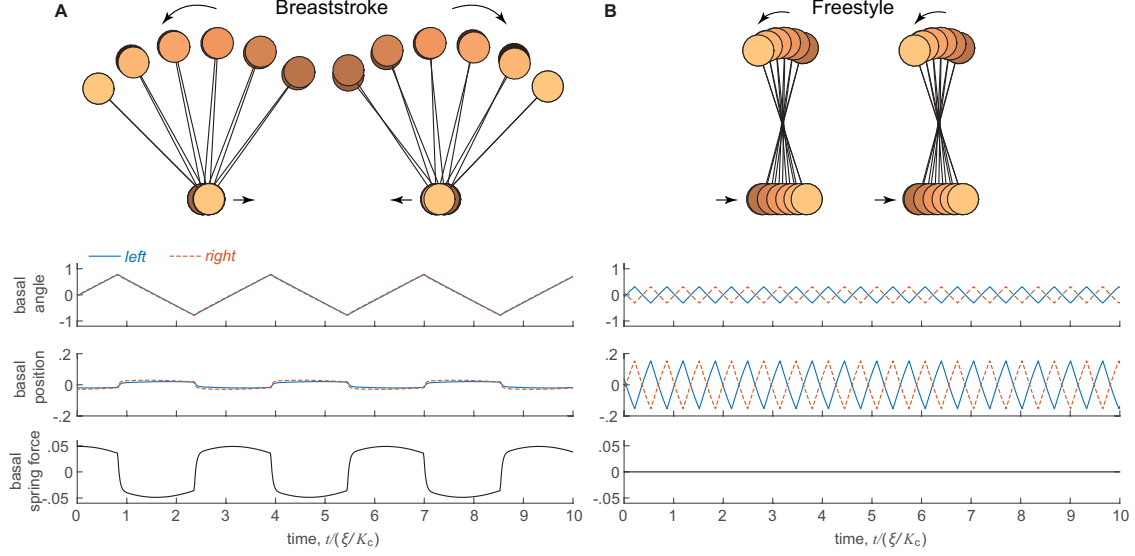 A
Breaststroke
B
Freestyle
left
right
basal
angle
1
0
-1
basal
position
.2
0
-.2
basal
spring force
.05
0
-.05
0 1 2 3 4 5 6 7 8 9 10
time, t/(ξ/Kc)
1
0
-1
.2
0
-.2
.05
0
-.05
0 1 2 3 4 5 6 7 8 9 10
time, t/(ξ/Kc)